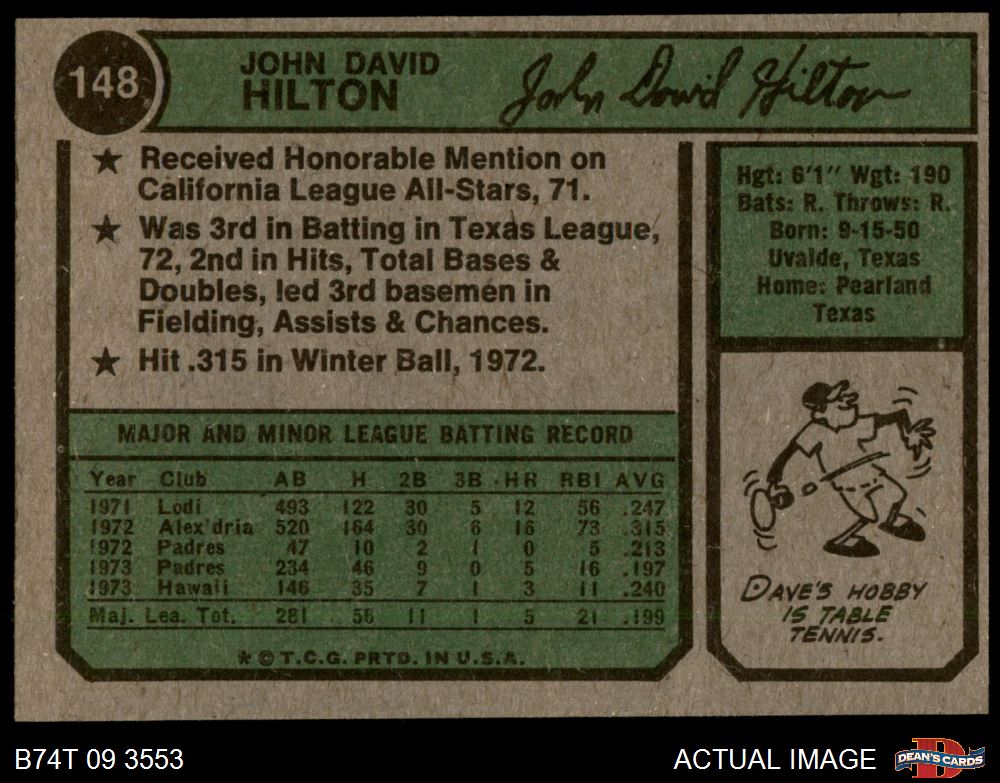 148
JOHN DAVID
HILTON
John David Hilton
★ Received Honorable Mention on
California League All-Stars, 71.
★ Was 3rd in Batting in Texas League,
72, 2nd in Hits, Total Bases &
Doubles, led 3rd basemen in
Fielding, Assists & Chances.
★ Hit .315 in Winter Ball, 1972.
Hgt: 6'1" Wgt: 190
Bats: R. Throws: R.
Born: 9-15-50
Uvalde, Texas
Home: Pearland
Texas
MAJOR AND MINOR LEAGUE BATTING RECORD
Year Club AB H 2B 3B HR RBI AVG
1971 Lodi 493 122 30 5 12 56 .247
1972 Alex'dria 520 164 30 6 16 73 .315
1972 Padres 47 10 2 1 0 5 .213
1973 Padres 234 46 9 0 5 16 .197
1973 Hawaii 146 35 7 1 3 11 .240
Maj. Lea. Tot. 281 56 11 1 5 21 .199
* © T.C.G. PRTD. IN U.S.A.
DAVE'S HOBBY
IS TABLE
TENNIS.
B74T 09 3553
ACTUAL IMAGE
DEAN'S CARDS